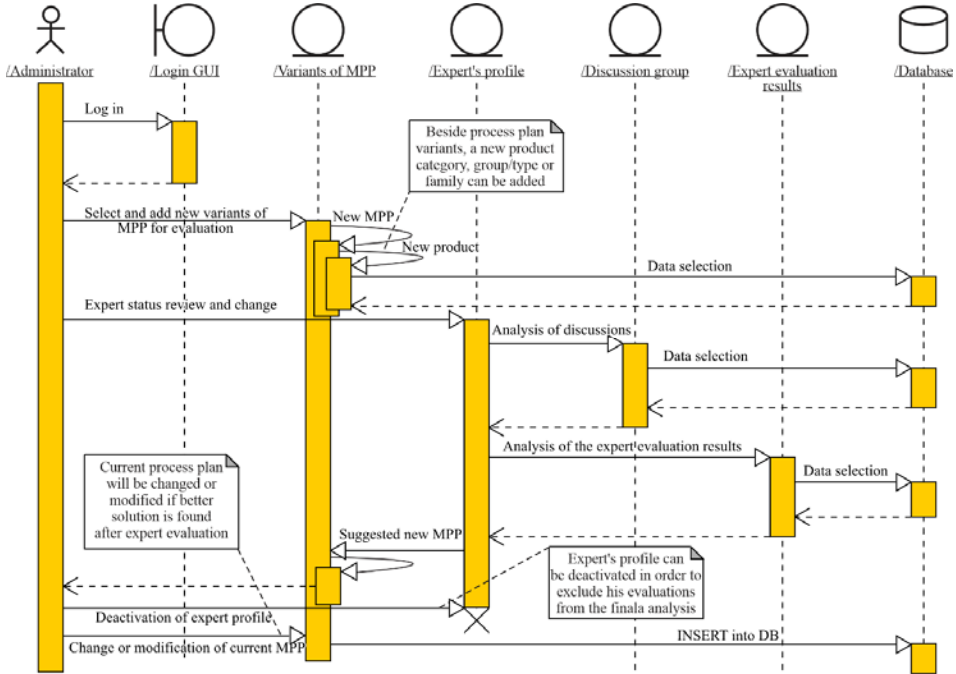 /Administrator
/Login GUI
/Variants of MPP
/Expert's profile
/Discussion group
/Expert evaluation
results
/Database
Log in
Beside process plan
variants, a new product
category, group/type or
family can be added
Select and add new variants of
MPP for evaluation
New MPP
New product
Data selection
Expert status review and change
Analysis of discussions
Data selection
Analysis of the expert evaluation results
Data selection
Current process plan
will be changed or
modified if better
solution is found
after expert evaluation
Suggested new MPP
Expert's profile can
be deactivated in order to
exclude his evaluations
from the finala analysis
Deactivation of expert profile
Change or modification of current MPP
INSERT into DB